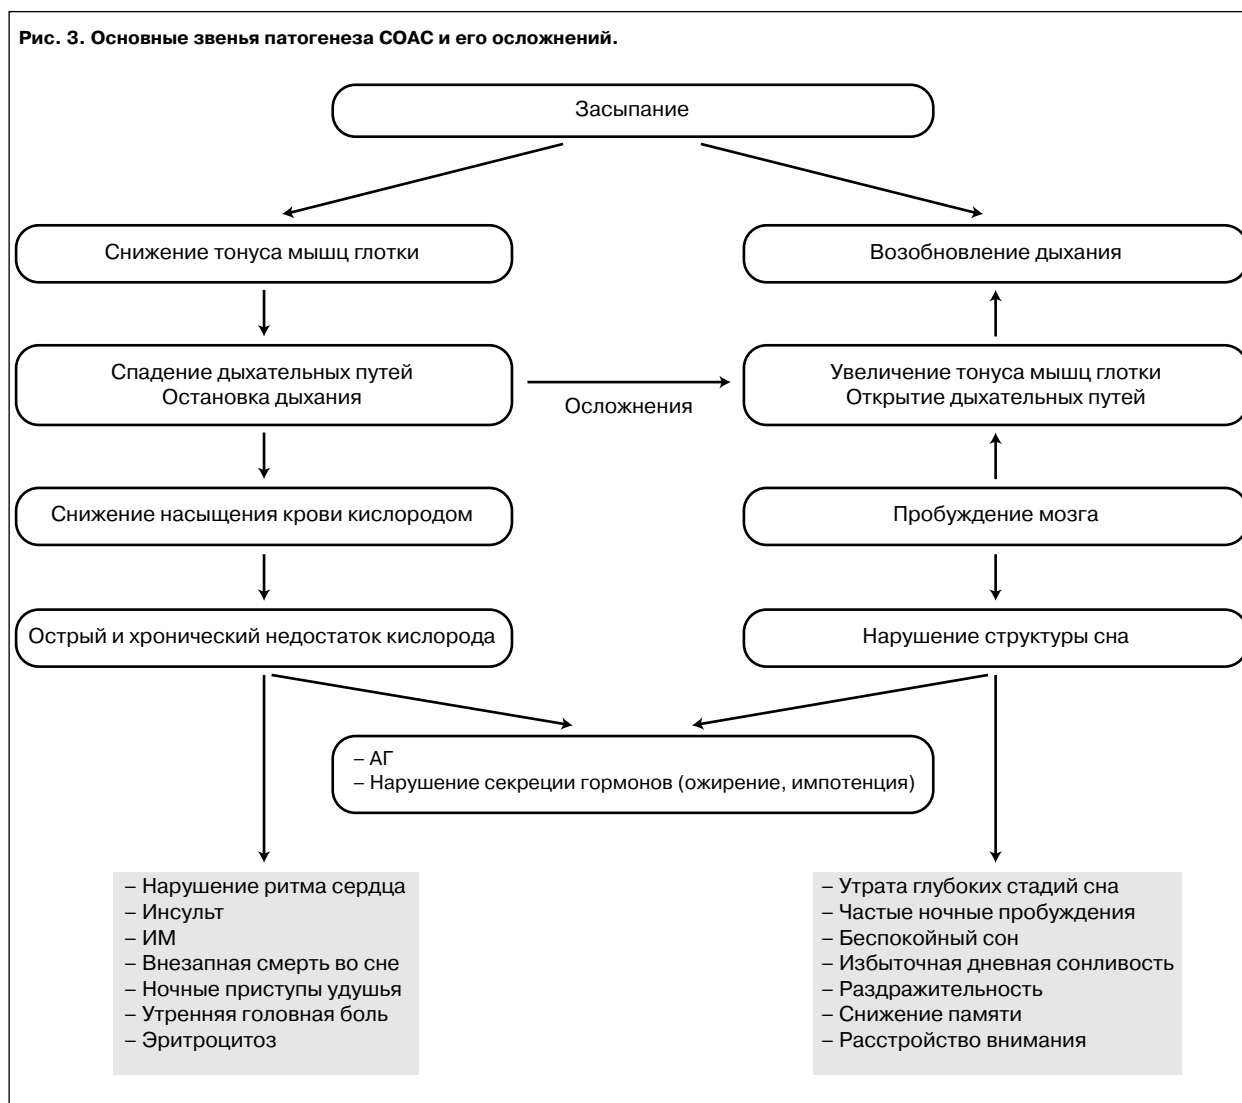 Рис. 3. Основные звенья патогенеза СОАС и его осложнений.
Засыпание
Снижение тонуса мышц глотки
Возобновление дыхания
Спадение дыхательных путей
Остановка дыхания
Осложнения
Увеличение тонуса мышц глотки
Открытие дыхательных путей
Снижение насыщения крови кислородом
Пробуждение мозга
Острый и хронический недостаток кислорода
Нарушение структуры сна
– АГ
– Нарушение секреции гормонов (ожирение, импотенция)
– Нарушение ритма сердца
– Инсульт
– ИМ
– Внезапная смерть во сне
– Ночные приступы удушья
– Утренняя головная боль
– Эритроцитоз
– Утрата глубоких стадий сна
– Частые ночные пробуждения
– Беспокойный сон
– Избыточная дневная сонливость
– Раздражительность
– Снижение памяти
– Расстройство внимания